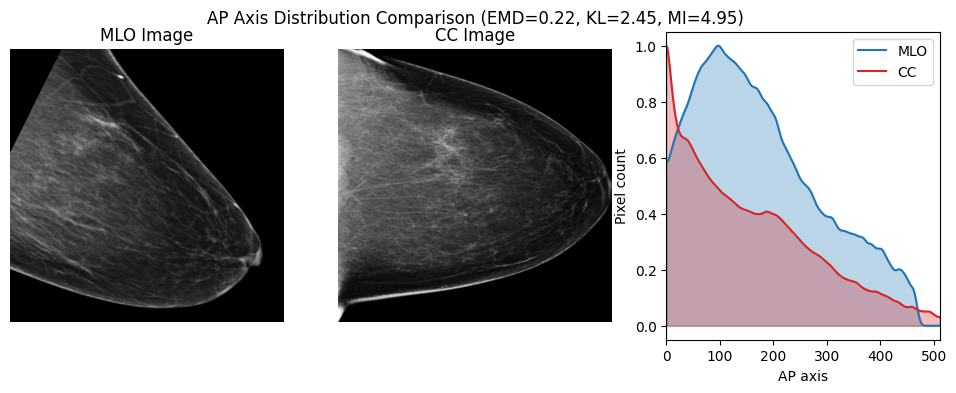 AP Axis Distribution Comparison (EMD=0.22, KL=2.45, MI=4.95)
MLO Image
CC Image
MLO
CC
Pixel count
1.0
0.8
0.6
0.4
0.2
0.0
0 100 200 300 400 500
AP axis